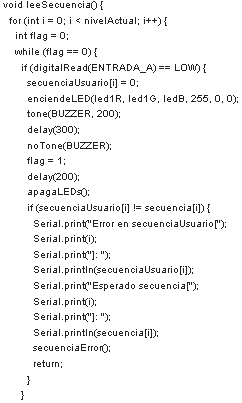 void leeSecuencia() {
for (int i = 0; i < nivelActual; i++) {
int flag = 0;
while (flag == 0) {
if (digitalRead(ENTRADA_A) == LOW) {
secuenciaUsuario[i] = 0;
enciendeLED(led1R, led1G, ledB, 255, 0, 0);
tone(BUZZER, 200);
delay(300);
noTone(BUZZER);
flag = 1;
delay(200);
apagaLEDs();
if (secuenciaUsuario[i] != secuencia[i]) {
Serial.print("Error en secuenciaUsuario[");
Serial.print(i);
Serial.print("]: ");
Serial.println(secuenciaUsuario[i]);
Serial.print("Esperado secuencia[");
Serial.print(i);
Serial.print("]: ");
Serial.println(secuencia[i]);
secuenciaError();
return;
}
}